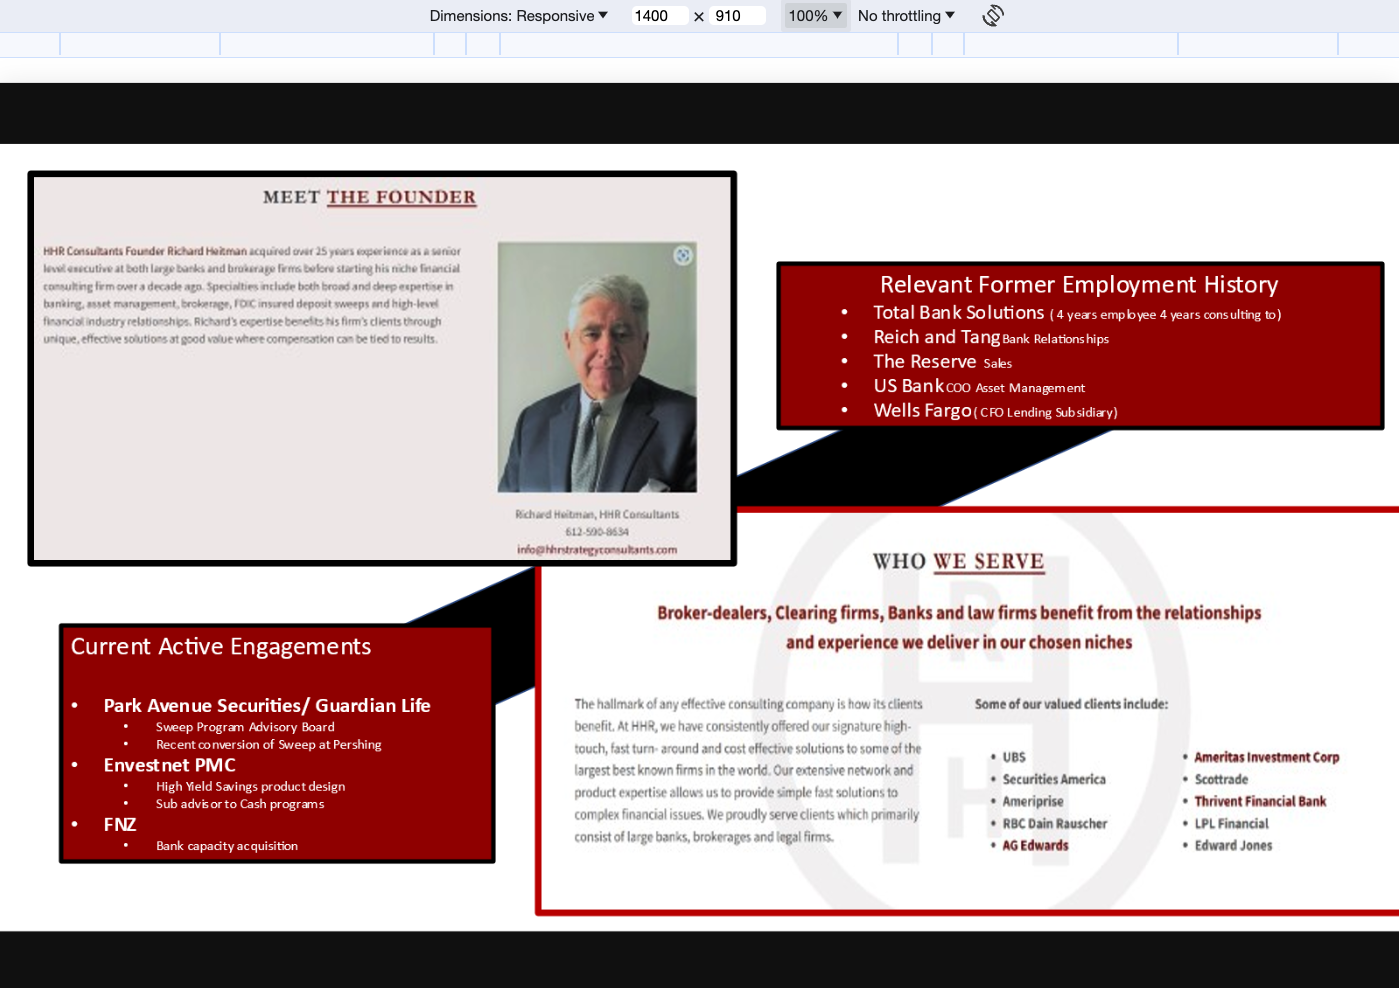 Dimensions: Responsive
1400 × 910
100%
No throttling
MEET THE FOUNDER
HHR Consultants Founder Richard Heitman acquired over 25 years experience as a senior
level executive at both large banks and brokerage firms before starting his niche financial
consulting firm over a decade ago. Specialties include both broad and deep expertise in
banking, asset management, brokerage, FDIC insured deposit sweeps and high-level
financial industry relationships. Richard's expertise benefits his firm's clients through
unique, effective solutions at good value where compensation can be tied to results.
Richard Heitman, HHR Consultants
612-590-8634
info@hhrstrategyconsultants.com
Relevant Former Employment History
• Total Bank Solutions ( 4 years employee 4 years consulting to)
• Reich and Tang Bank Relationships
• The Reserve Sales
• US Bank COO Asset Management
• Wells Fargo ( CFO Lending Subsidiary)
Current Active Engagements
• Park Avenue Securities/ Guardian Life
• Sweep Program Advisory Board
• Recent conversion of Sweep at Pershing
• Envestnet PMC
• High Yield Savings product design
• Sub advisor to Cash programs
• FNZ
• Bank capacity acquisition
WHO WE SERVE
Broker-dealers, Clearing firms, Banks and law firms benefit from the relationships
and experience we deliver in our chosen niches
The hallmark of any effective consulting company is how its clients
benefit. At HHR, we have consistently offered our signature high-
touch, fast turn- around and cost effective solutions to some of the
largest best known firms in the world. Our extensive network and
product expertise allows us to provide simple fast solutions to
complex financial issues. We proudly serve clients which primarily
consist of large banks, brokerages and legal firms.
Some of our valued clients include:
• UBS
• Securities America
• Ameriprise
• RBC Dain Rauscher
• AG Edwards
• Ameritas Investment Corp
• Scottrade
• Thrivent Financial Bank
• LPL Financial
• Edward Jones
R
H
H